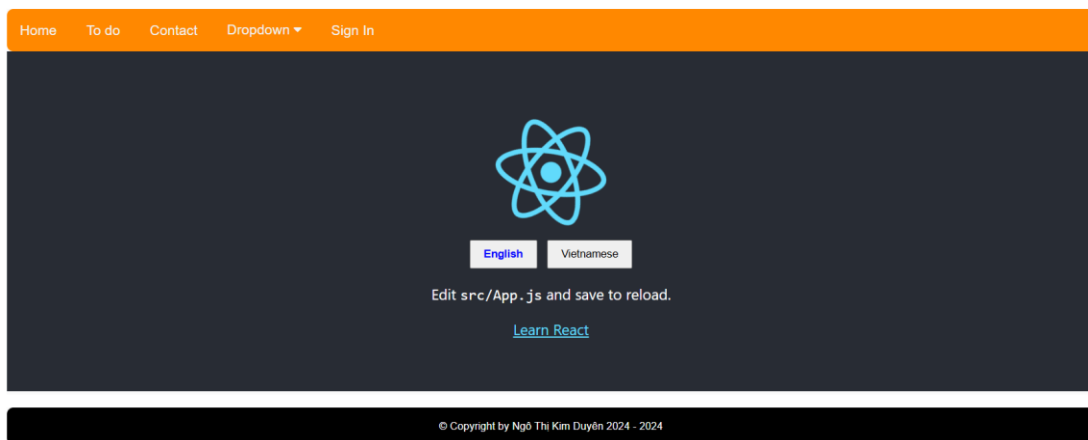 Home To do Contact Dropdown Sign In
English Vietnamese
Edit src/App.js and save to reload.
Learn React
© Copyright by Ngô Thị Kim Duyên 2024 - 2024